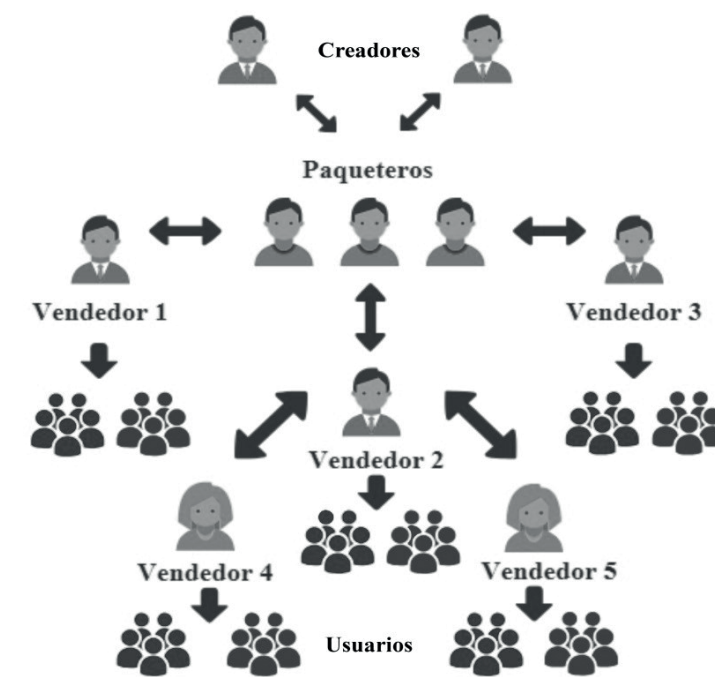 Creadores
Paqueteros
Vendedor 1
Vendedor 3
Vendedor 2
Vendedor 4
Vendedor 5
Usuarios